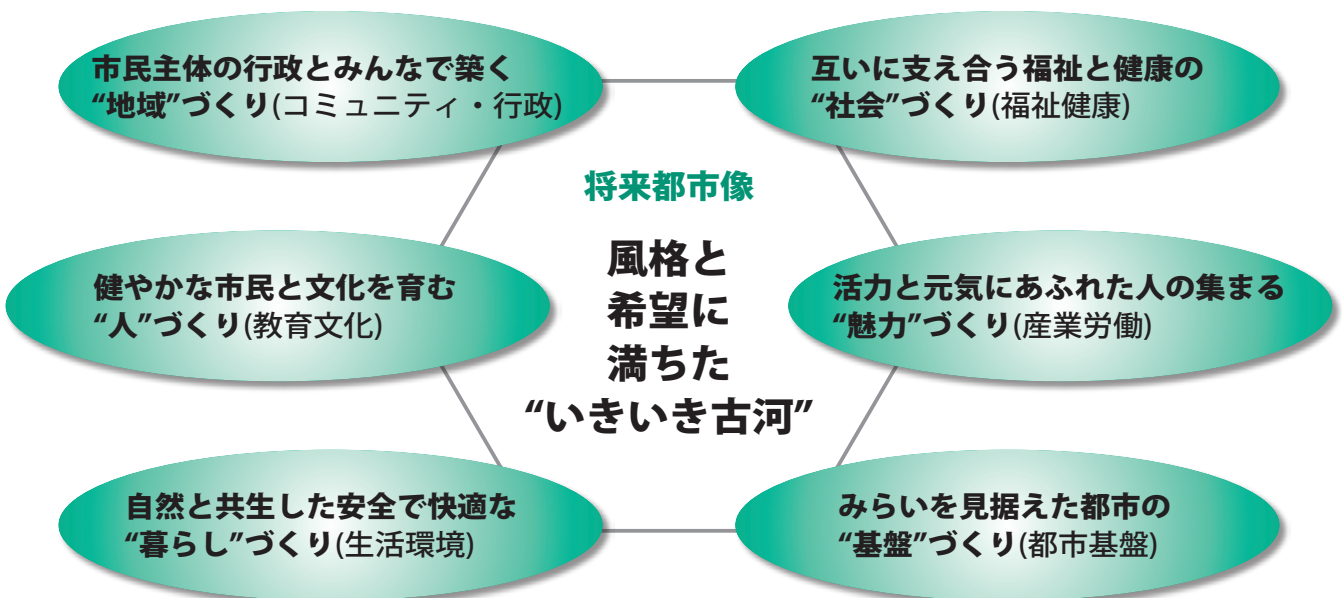 市民主体の行政とみんなで築く
“地域”づくり(コミュニティ・行政)
互いに支え合う福祉と健康の
“社会”づくり(福祉健康)
将来都市像
風格と
希望に
満ちた
“いきいき古河”
健やかな市民と文化を育む
“人”づくり(教育文化)
活力と元気にあふれた人の集まる
“魅力”づくり(産業労働)
自然と共生した安全で快適な
“暮らし”づくり(生活環境)
みらいを見据えた都市の
“基盤”づくり(都市基盤)